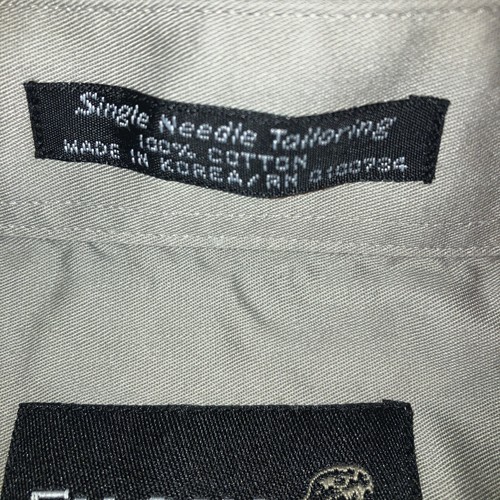 Single Needle Tailoring
100% COTTON
MADE IN KOREA/RN 0100734